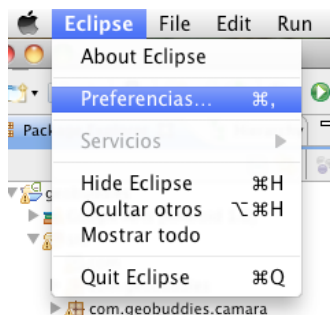 Eclipse File Edit Run
About Eclipse
Preferencias... ⌘,
Pack
Servicios
Hide Eclipse ⌘H
Ocultar otros ⌥⌘H
Mostrar todo
Quit Eclipse ⌘Q
com.geobuddies.camara